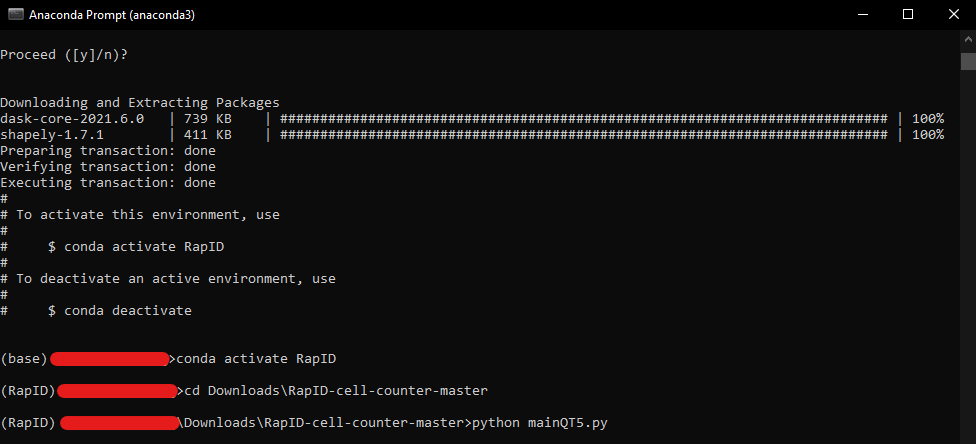 Anaconda Prompt (anaconda3)
Proceed ([y]/n)?
Downloading and Extracting Packages
dask-core-2021.6.0   | 739 KB    | ############################################################################ | 100%
shapely-1.7.1        | 411 KB    | ############################################################################ | 100%
Preparing transaction: done
Verifying transaction: done
Executing transaction: done
#
# To activate this environment, use
#
#     $ conda activate RapID
#
# To deactivate an active environment, use
#
#     $ conda deactivate
(base) >conda activate RapID
(RapID) >cd Downloads\RapID-cell-counter-master
(RapID) \Downloads\RapID-cell-counter-master>python mainQT5.py